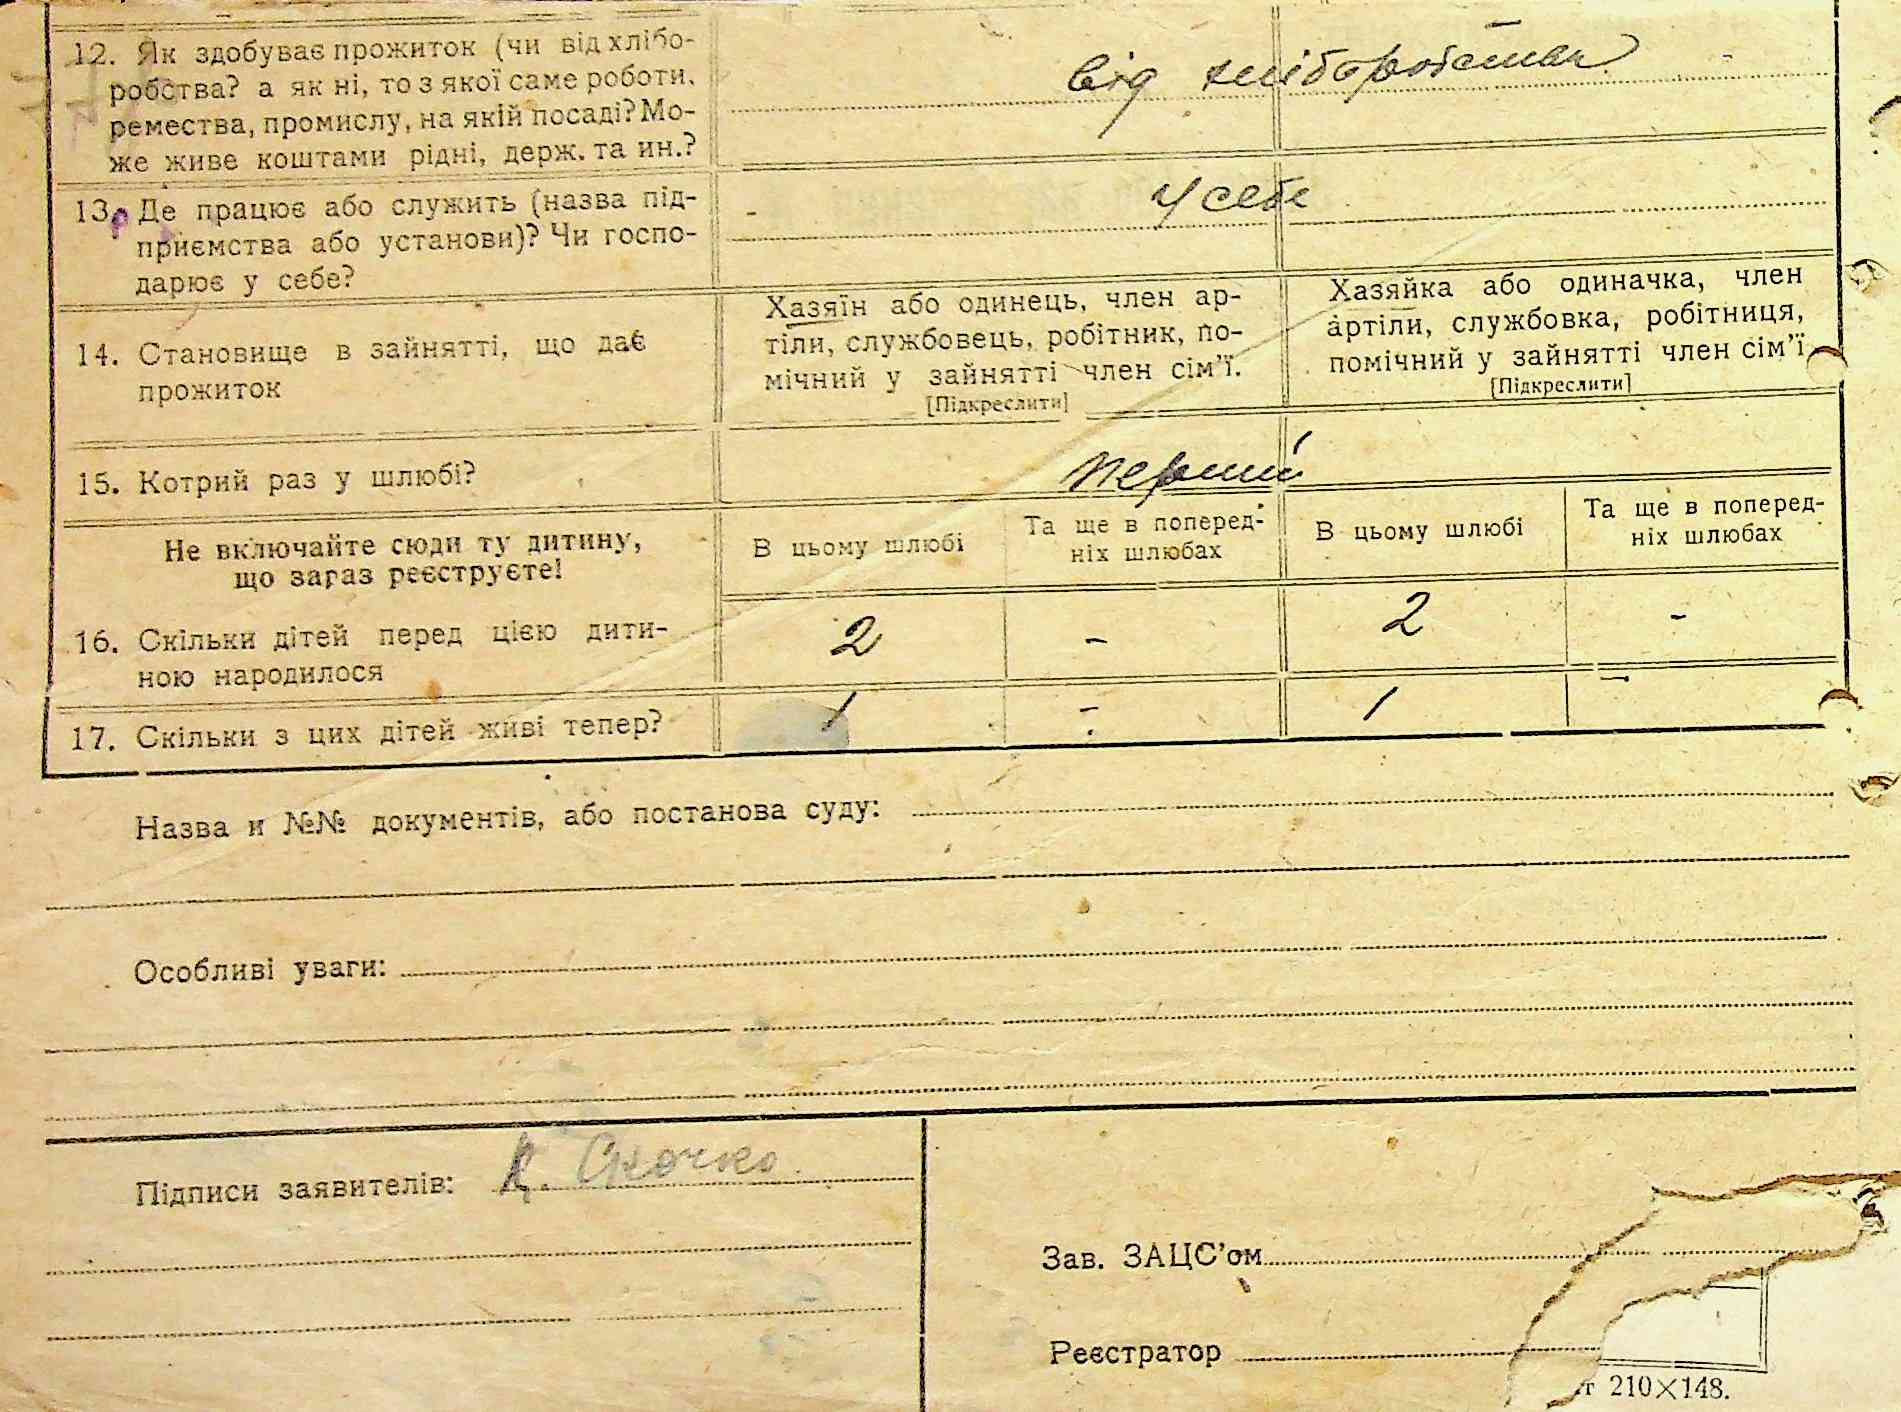 12. Як здобуває прожиток (чи від хлібо-
робства? а як ні, то з якої саме роботи,
ремества, промислу, на якій посаді? Мо-
же живе коштами рідні, держ. та ин.?
від хліборобства
13. Де працює або служить (назва під-
приємства або установи)? Чи госпо-
дарює у себе?
- у себе
14. Становище в зайнятті, що дає
прожиток
Хазяїн або одинець, член ар-
тіли, службовець, робітник, по-
мічний у зайнятті член сім’ї.
[Підкреслити]
Хазяйка або одиначка, член
артіли, службовка, робітниця,
помічний у зайнятті член сім’ї
[Підкреслити]
15. Котрий раз у шлюбі?
перший
Не включайте сюди ту дитину,
що зараз реєструєте!
В цьому шлюбі
Та ще в поперед-
ніх шлюбах
В цьому шлюбі
Та ще в поперед-
ніх шлюбах
16. Скільки дітей перед цією дити-
ною народилося
2 - 2 -
17. Скільки з цих дітей живі тепер?
1 - 1 -
Назва и №№ документів, або постанова суду:
Особливі уваги:
Підписи заявителів: Скочко
Зав. ЗАЦС’ом
Реєстратор
т 210×148.